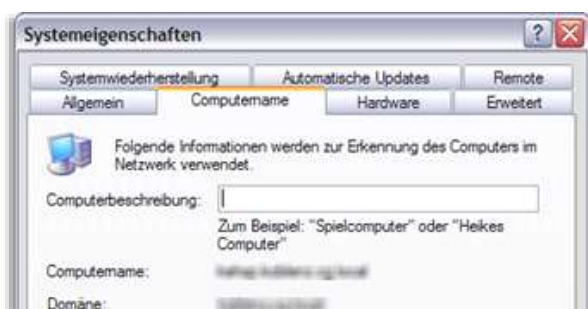 Systemeigenschaften
Systemwiederherstellung Automatische Updates Remote
Allgemein Computername Hardware Erweitert
Folgende Informationen werden zur Erkennung des Computers im
Netzwerk verwendet.
Computerbeschreibung:
Zum Beispiel: "Spielcomputer" oder "Heikes
Computer"
Computername:
Domäne: